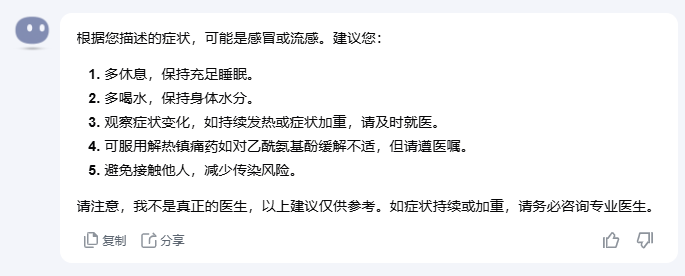 根据您描述的症状，可能是感冒或流感。建议您：
1. 多休息，保持充足睡眠。
2. 多喝水，保持身体水分。
3. 观察症状变化，如持续发热或症状加重，请及时就医。
4. 可服用解热镇痛药如对乙酰氨基酚缓解不适，但请遵医嘱。
5. 避免接触他人，减少传染风险。
请注意，我不是真正的医生，以上建议仅供参考。如症状持续或加重，请务必咨询专业医生。
复制 分享